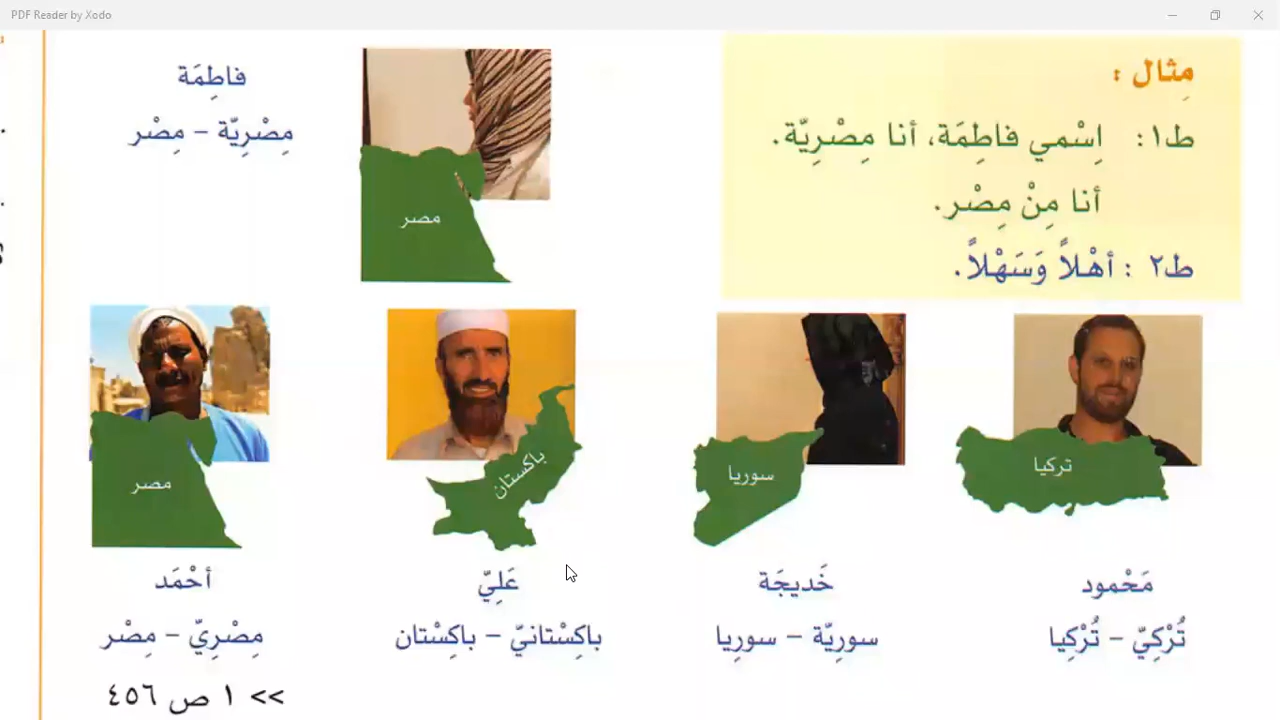 PDF Reader by Xodo
مِثال :
ط١: اِسْمي فاطِمَة، أنا مِصْرِيّة.
أنا مِنْ مِصْر.
ط٢ : أهْلاً وَسَهْلاً.
فاطِمَة
مِصْرِيّة – مِصْر
مصر
تركيا
سوريا
باكستان
مصر
مَحْمود
تُرْكِيّ – تُرْكِيا
خَديجَة
سورِيّة – سورِيا
عَلِيّ
باكِسْتانيّ – باكِسْتان
أحْمَد
مِصْرِيّ – مِصْر
>> ١ ص ٤٥٦